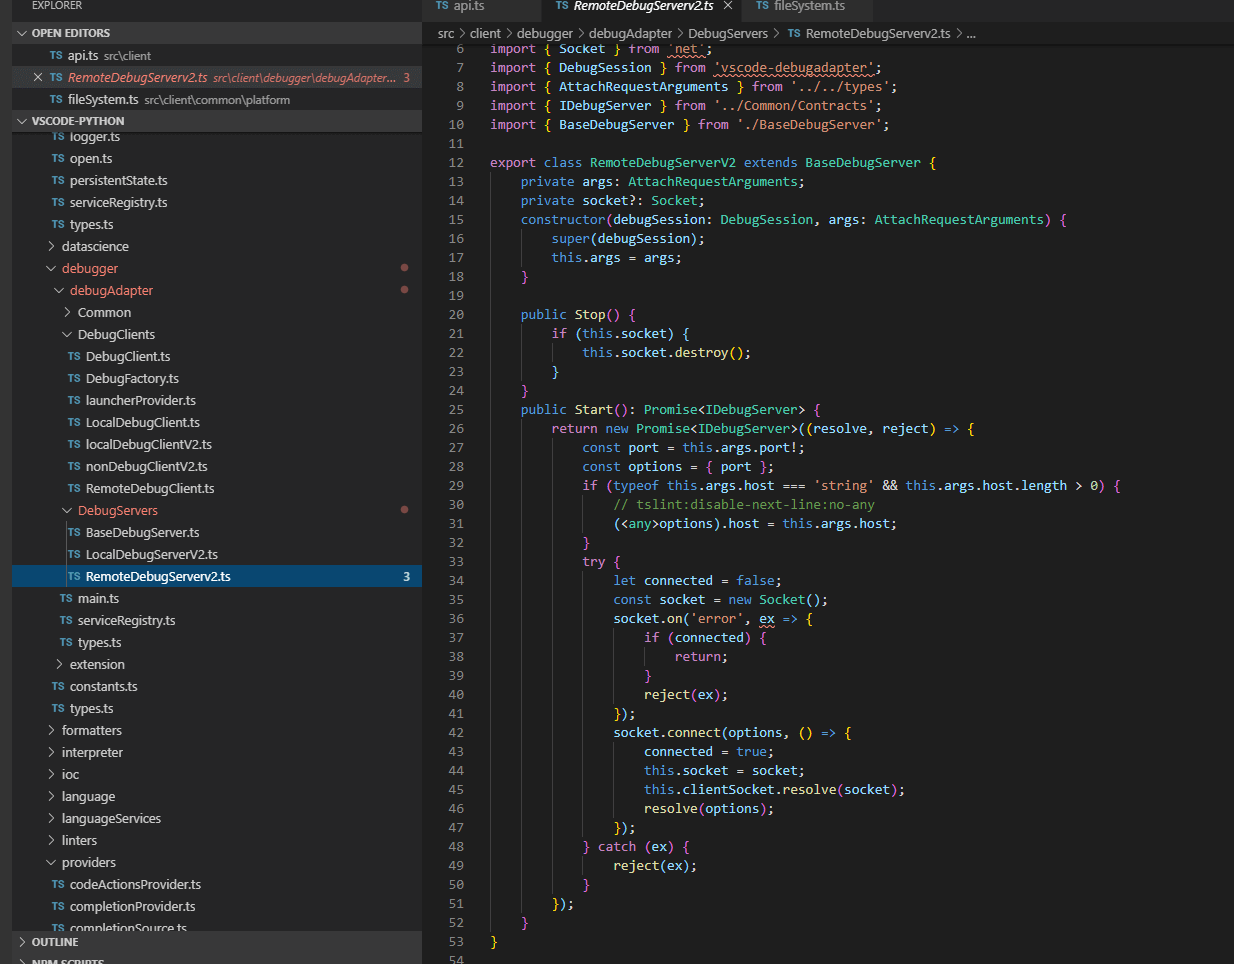 EXPLORER
OPEN EDITORS
TS api.ts src\client
TS RemoteDebugServerv2.ts src\client\debugger\debugAdapter... 3
TS fileSystem.ts src\client\common\platform
VSCODE-PYTHON
TS logger.ts
TS open.ts
TS persistentState.ts
TS serviceRegistry.ts
TS types.ts
datascience
debugger
debugAdapter
Common
DebugClients
TS DebugClient.ts
TS DebugFactory.ts
TS launcherProvider.ts
TS LocalDebugClient.ts
TS localDebugClientV2.ts
TS nonDebugClientV2.ts
TS RemoteDebugClient.ts
DebugServers
TS BaseDebugServer.ts
TS LocalDebugServerV2.ts
TS RemoteDebugServerv2.ts 3
TS main.ts
TS serviceRegistry.ts
TS types.ts
extension
TS constants.ts
TS types.ts
formatters
interpreter
ioc
language
languageServices
linters
providers
TS codeActionsProvider.ts
TS completionProvider.ts
TS completionSource.ts
OUTLINE
NPM SCRIPTS
TS api.ts
TS RemoteDebugServerv2.ts
TS fileSystem.ts
src > client > debugger > debugAdapter > DebugServers > TS RemoteDebugServerv2.ts > ...
6 import { Socket } from 'net';
7 import { DebugSession } from 'vscode-debugadapter';
8 import { AttachRequestArguments } from '../../types';
9 import { IDebugServer } from '../Common/Contracts';
10 import { BaseDebugServer } from './BaseDebugServer';
11
12 export class RemoteDebugServerV2 extends BaseDebugServer {
13 private args: AttachRequestArguments;
14 private socket?: Socket;
15 constructor(debugSession: DebugSession, args: AttachRequestArguments) {
16 super(debugSession);
17 this.args = args;
18 }
19
20 public Stop() {
21 if (this.socket) {
22 this.socket.destroy();
23 }
24 }
25 public Start(): Promise<IDebugServer> {
26 return new Promise<IDebugServer>((resolve, reject) => {
27 const port = this.args.port!;
28 const options = { port };
29 if (typeof this.args.host === 'string' && this.args.host.length > 0) {
30 // tslint:disable-next-line:no-any
31 (<any>options).host = this.args.host;
32 }
33 try {
34 let connected = false;
35 const socket = new Socket();
36 socket.on('error', ex => {
37 if (connected) {
38 return;
39 }
40 reject(ex);
41 });
42 socket.connect(options, () => {
43 connected = true;
44 this.socket = socket;
45 this.clientSocket.resolve(socket);
46 resolve(options);
47 });
48 } catch (ex) {
49 reject(ex);
50 }
51 });
52 }
53 }
54